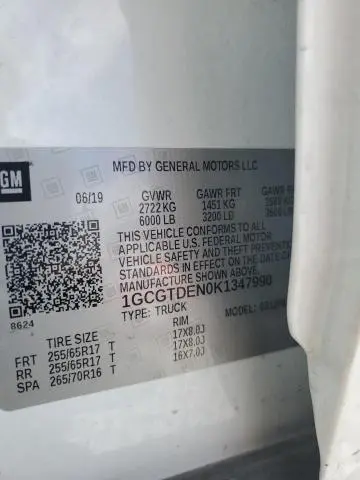 GM
MFD BY GENERAL MOTORS LLC
06/19 GVWR GAWR FRT GAWR
2722 KG 1451 KG
6000 LB 3200 LB
THIS VEHICLE CONFORMS TO ALL
APPLICABLE U.S. FEDERAL MOTOR
VEHICLE SAFETY AND THEFT PREVENTION
STANDARDS IN EFFECT ON THE DATE OF
MANUFACTURE SHOWN ABOVE.
1GCGTDEN0K1347990
8624 TYPE: TRUCK MODEL:
TIRE SIZE RIM
FRT 255/65R17 T 17X8.0J
RR 255/65R17 T 17X8.0J
SPA 265/70R16 T 16X7.0J